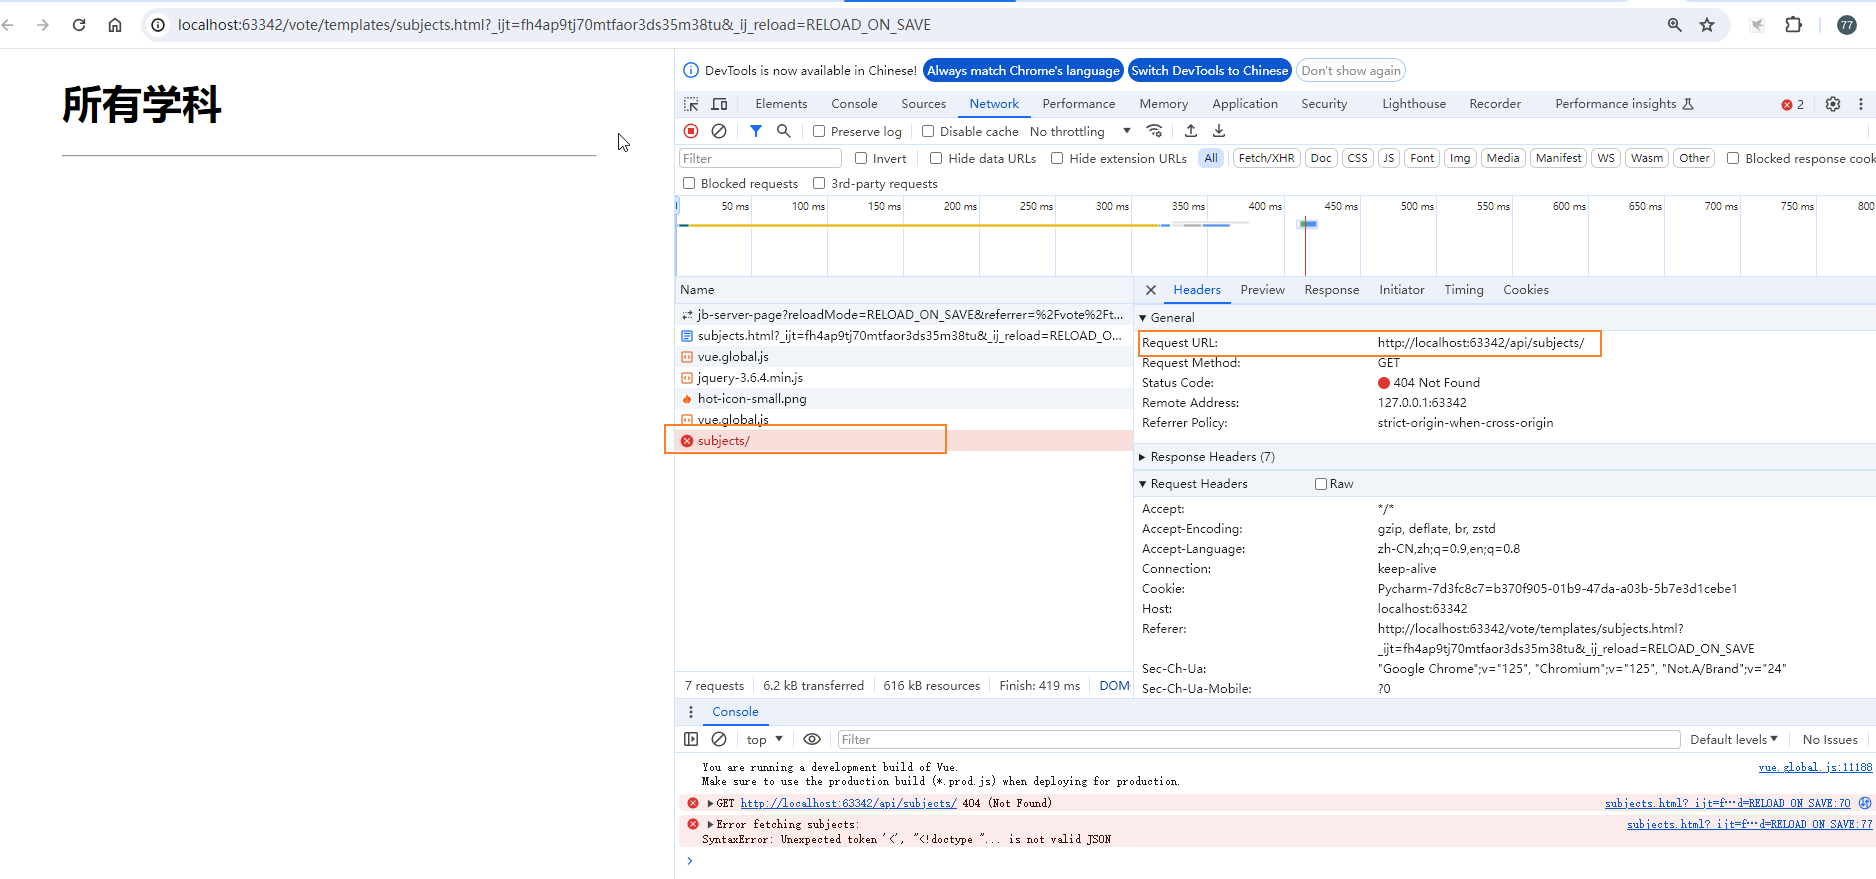 localhost:63342/vote/templates/subjects.html?_ijt=fh4ap9tj70mtfaor3ds35m38tu&_ij_reload=RELOAD_ON_SAVE
77
所有学科
DevTools is now available in Chinese! Always match Chrome's language Switch DevTools to Chinese Don't show again
Elements Console Sources Network Performance Memory Application Security Lighthouse Recorder Performance insights 2
Preserve log Disable cache No throttling
Filter Invert Hide data URLs Hide extension URLs All Fetch/XHR Doc CSS JS Font Img Media Manifest WS Wasm Other Blocked response cook
Blocked requests 3rd-party requests
50 ms 100 ms 150 ms 200 ms 250 ms 300 ms 350 ms 400 ms 450 ms 500 ms 550 ms 600 ms 650 ms 700 ms 750 ms 800
Name
jb-server-page?reloadMode=RELOAD_ON_SAVE&referrer=%2Fvote%2Ft...
subjects.html?_ijt=fh4ap9tj70mtfaor3ds35m38tu&_ij_reload=RELOAD_O...
vue.global.js
jquery-3.6.4.min.js
hot-icon-small.png
vue.global.js
subjects/
7 requests 6.2 kB transferred 616 kB resources Finish: 419 ms DOM
Headers Preview Response Initiator Timing Cookies
General
Request URL: http://localhost:63342/api/subjects/
Request Method: GET
Status Code: 404 Not Found
Remote Address: 127.0.0.1:63342
Referrer Policy: strict-origin-when-cross-origin
Response Headers (7)
Request Headers Raw
Accept: */*
Accept-Encoding: gzip, deflate, br, zstd
Accept-Language: zh-CN,zh;q=0.9,en;q=0.8
Connection: keep-alive
Cookie: Pycharm-7d3fc8c7=b370f905-01b9-47da-a03b-5b7e3d1cebe1
Host: localhost:63342
Referer: http://localhost:63342/vote/templates/subjects.html?
_ijt=fh4ap9tj70mtfaor3ds35m38tu&_ij_reload=RELOAD_ON_SAVE
Sec-Ch-Ua: "Google Chrome";v="125", "Chromium";v="125", "Not.A/Brand";v="24"
Sec-Ch-Ua-Mobile: ?0
Console
top Filter Default levels No Issues
You are running a development build of Vue. vue.global.js:11188
Make sure to use the production build (*.prod.js) when deploying for production.
GET http://localhost:63342/api/subjects/ 404 (Not Found) subjects.html?_ijt=f…d=RELOAD_ON_SAVE:70
Error fetching subjects: subjects.html?_ijt=f…d=RELOAD_ON_SAVE:77
SyntaxError: Unexpected token '<', "<!doctype "... is not valid JSON